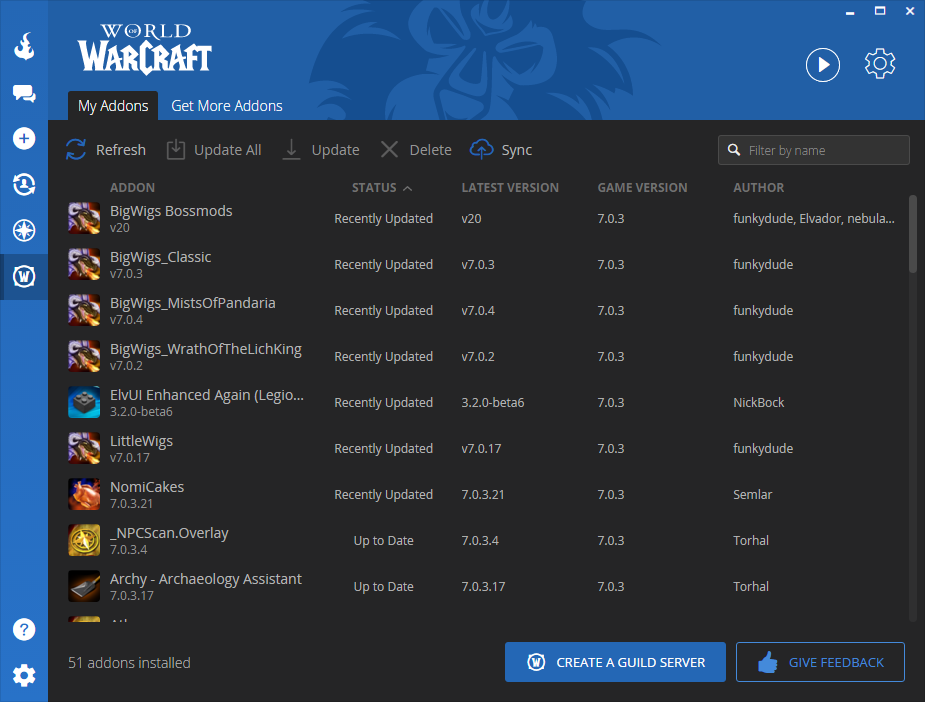 WORLD OF WARCRAFT
My Addons Get More Addons
Refresh Update All Update Delete Sync Filter by name
ADDON STATUS LATEST VERSION GAME VERSION AUTHOR
BigWigs Bossmods
v20
Recently Updated v20 7.0.3 funkydude, Elvador, nebula...
BigWigs_Classic
v7.0.3
Recently Updated v7.0.3 7.0.3 funkydude
BigWigs_MistsOfPandaria
v7.0.4
Recently Updated v7.0.4 7.0.3 funkydude
BigWigs_WrathOfTheLichKing
v7.0.2
Recently Updated v7.0.2 7.0.3 funkydude
ElvUI Enhanced Again (Legio...
3.2.0-beta6
Recently Updated 3.2.0-beta6 7.0.3 NickBock
LittleWigs
v7.0.17
Recently Updated v7.0.17 7.0.3 funkydude
NomiCakes
7.0.3.21
Recently Updated 7.0.3.21 7.0.3 Semlar
_NPCScan.Overlay
7.0.3.4
Up to Date 7.0.3.4 7.0.3 Torhal
Archy - Archaeology Assistant
7.0.3.17
Up to Date 7.0.3.17 7.0.3 Torhal
51 addons installed
CREATE A GUILD SERVER GIVE FEEDBACK